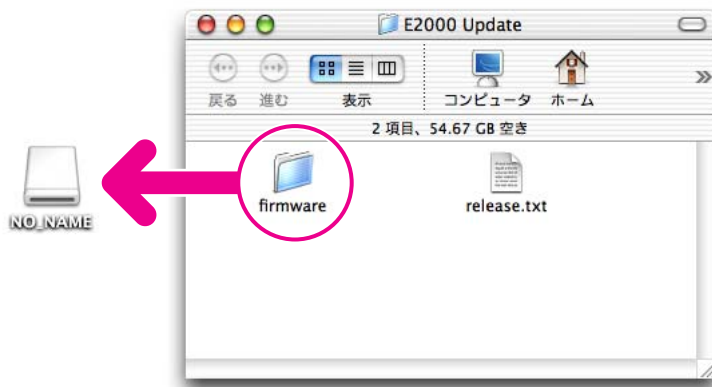 E2000 Update
戻る 進む 表示 コンピュータ ホーム
2 項目、54.67 GB 空き
firmware release.txt
NO_NAME